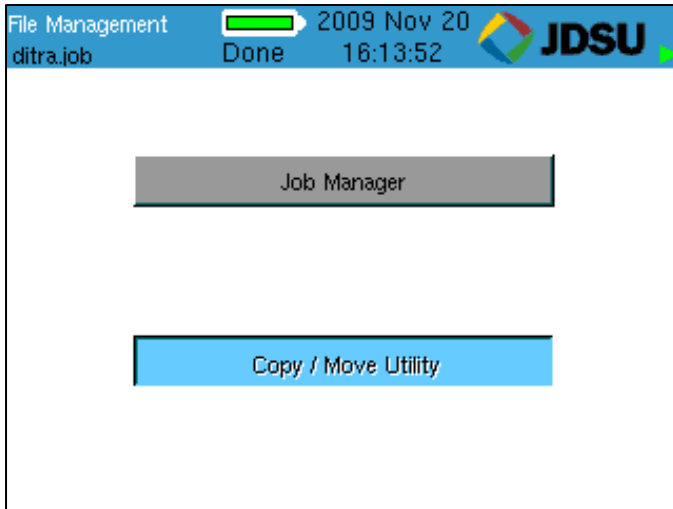 File Management
ditra.job
Done
2009 Nov 20
16:13:52
JDSU
Job Manager
Copy / Move Utility